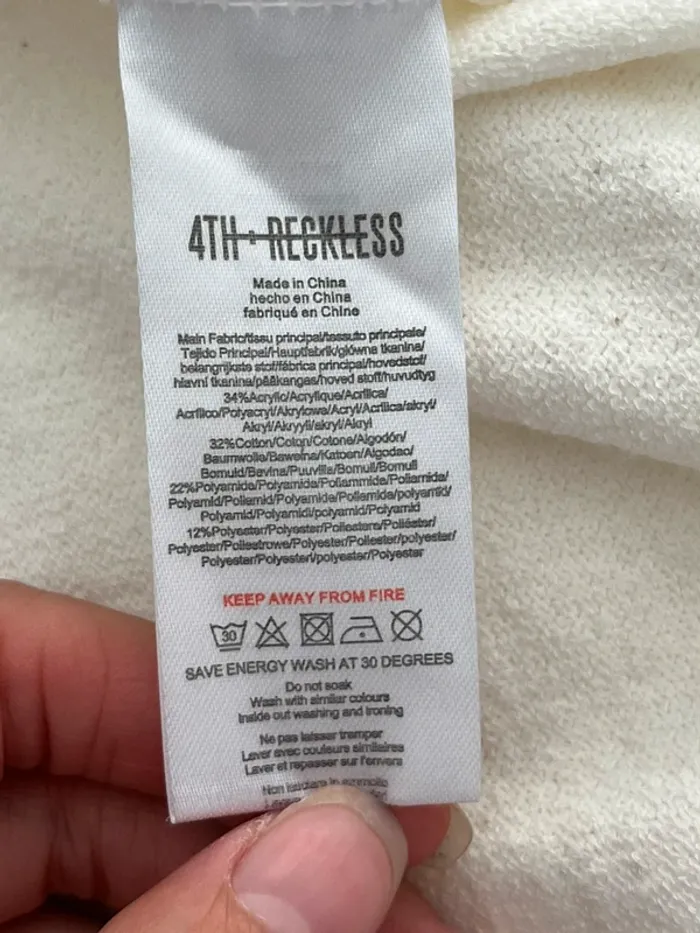 4TH + RECKLESS
Made in China
hecho en China
fabriqué en Chine
Main Fabric/tissu principal/tessuto principale/
Tejido Principal/Hauptfabrik/główna tkanina/
belangrijkste stof/fábrica principal/hovedstof/
hlavní tkanina/pääkangas/hoved stoff/huvudtyg
34%Acrylic/Acrylique/Acrilica/
Acrílico/Polyacryl/Akrylowe/Acryl/Acrílica/akryl/
Akryl/Akryyli/akryl/Akryl
32%Cotton/Coton/Cotone/Algodón/
Baumwolle/Bawełna/Katoen/Algodao/
Bomuld/Bavlna/Puuvilla/Bomull/Bomull
22%Polyamide/Polyamide/Poliammide/Poliamida/
Polyamid/Poliamid/Polyamide/Poliamida/polyamid/
Polyamid/Polyamidi/polyamid/Polyamid
12%Polyester/Polyester/Poliestere/Poliéster/
Polyester/Poliestrowe/Polyester/Poliester/polyester/
Polyester/Polyesteri/polyester/Polyester
KEEP AWAY FROM FIRE
30
SAVE ENERGY WASH AT 30 DEGREES
Do not soak
Wash with similar colours
Inside out washing and ironing
Ne pas laisser tremper
Laver avec couleurs similaires
Laver et repasser sur l'envers
Non lasciare in ammollo